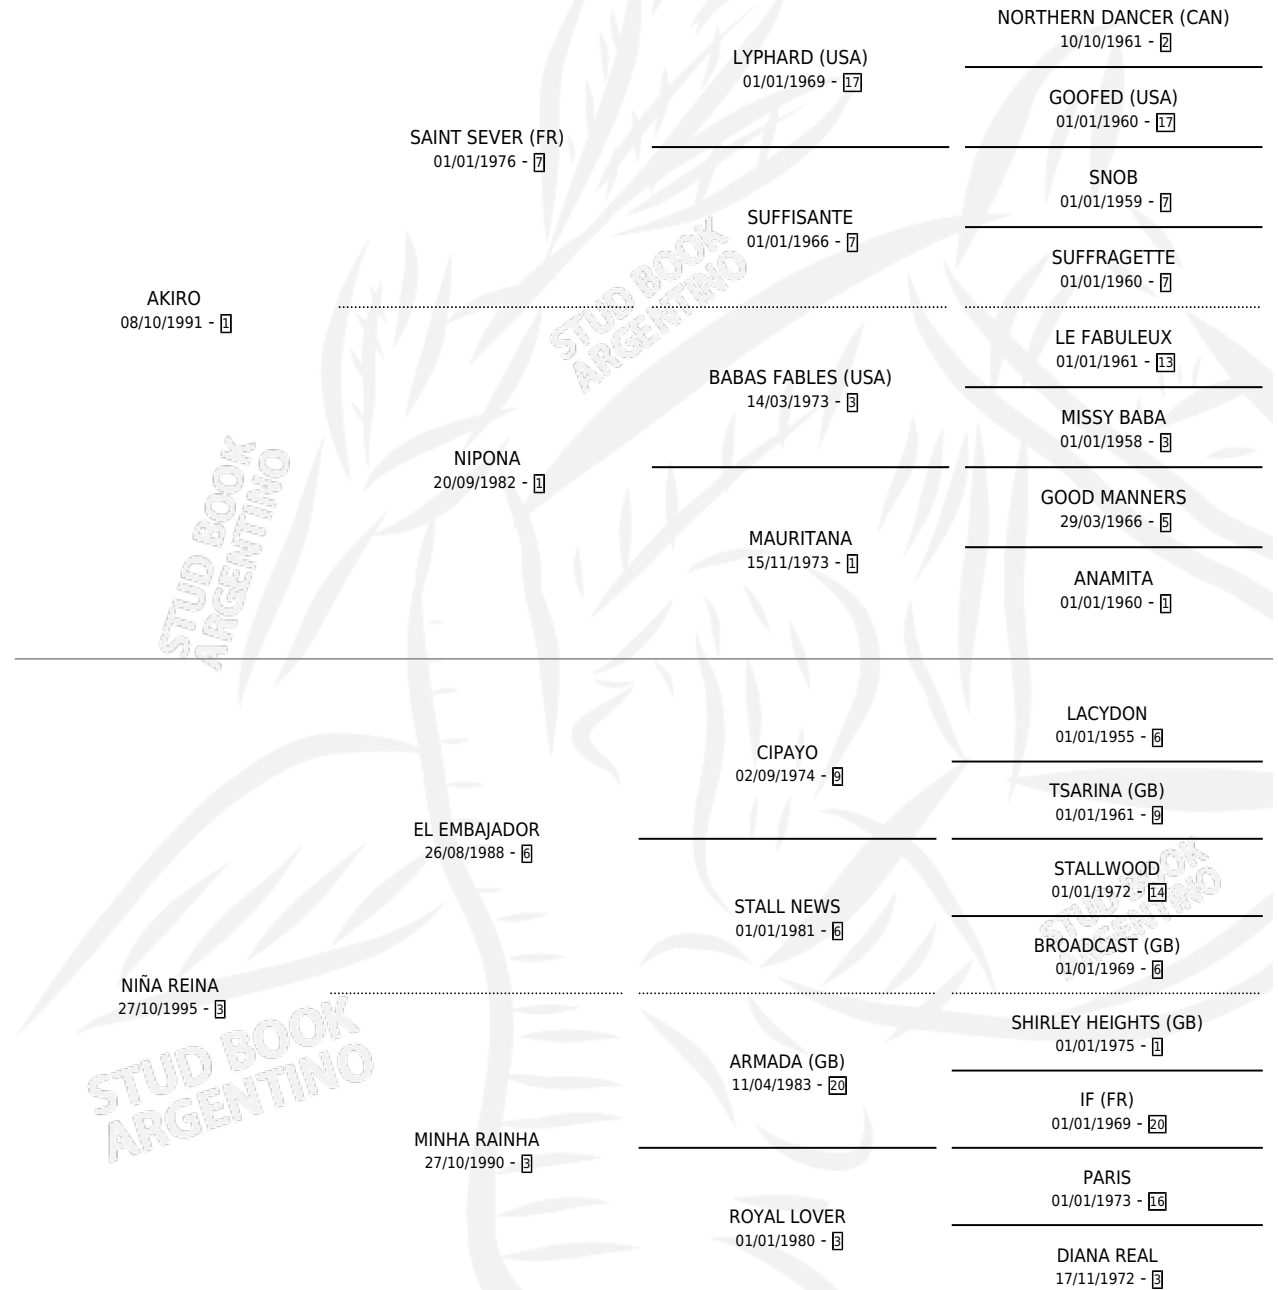 NORTHERN DANCER (CAN)
10/10/1961 - 2
LYPHARD (USA)
01/01/1969 - 17
GOOFED (USA)
01/01/1960 - 17
SAINT SEVER (FR)
01/01/1976 - 7
SNOB
01/01/1959 - 7
SUFFISANTE
01/01/1966 - 7
SUFFRAGETTE
01/01/1960 - 7
AKIRO
08/10/1991 - 1
STUD BOOK
ARGENTINO
LE FABULEUX
01/01/1961 - 13
BABAS FABLES (USA)
14/03/1973 - 3
MISSY BABA
01/01/1958 - 3
NIPONA
20/09/1982 - 1
GOOD MANNERS
29/03/1966 - 5
MAURITANA
15/11/1973 - 1
ANAMITA
01/01/1960 - 1
STUD BOOK
ARGENTINO
LACYDON
01/01/1955 - 6
CIPAYO
02/09/1974 - 9
TSARINA (GB)
01/01/1961 - 9
EL EMBAJADOR
26/08/1988 - 6
STALLWOOD
01/01/1972 - 14
STALL NEWS
01/01/1981 - 6
STUD BOOK
ARGENTINO
BROADCAST (GB)
01/01/1969 - 6
NIÑA REINA
27/10/1995 - 3
SHIRLEY HEIGHTS (GB)
01/01/1975 - 1
STUD BOOK
ARGENTINO
ARMADA (GB)
11/04/1983 - 20
IF (FR)
01/01/1969 - 20
MINHA RAINHA
27/10/1990 - 3
PARIS
01/01/1973 - 16
ROYAL LOVER
01/01/1980 - 3
DIANA REAL
17/11/1972 - 3